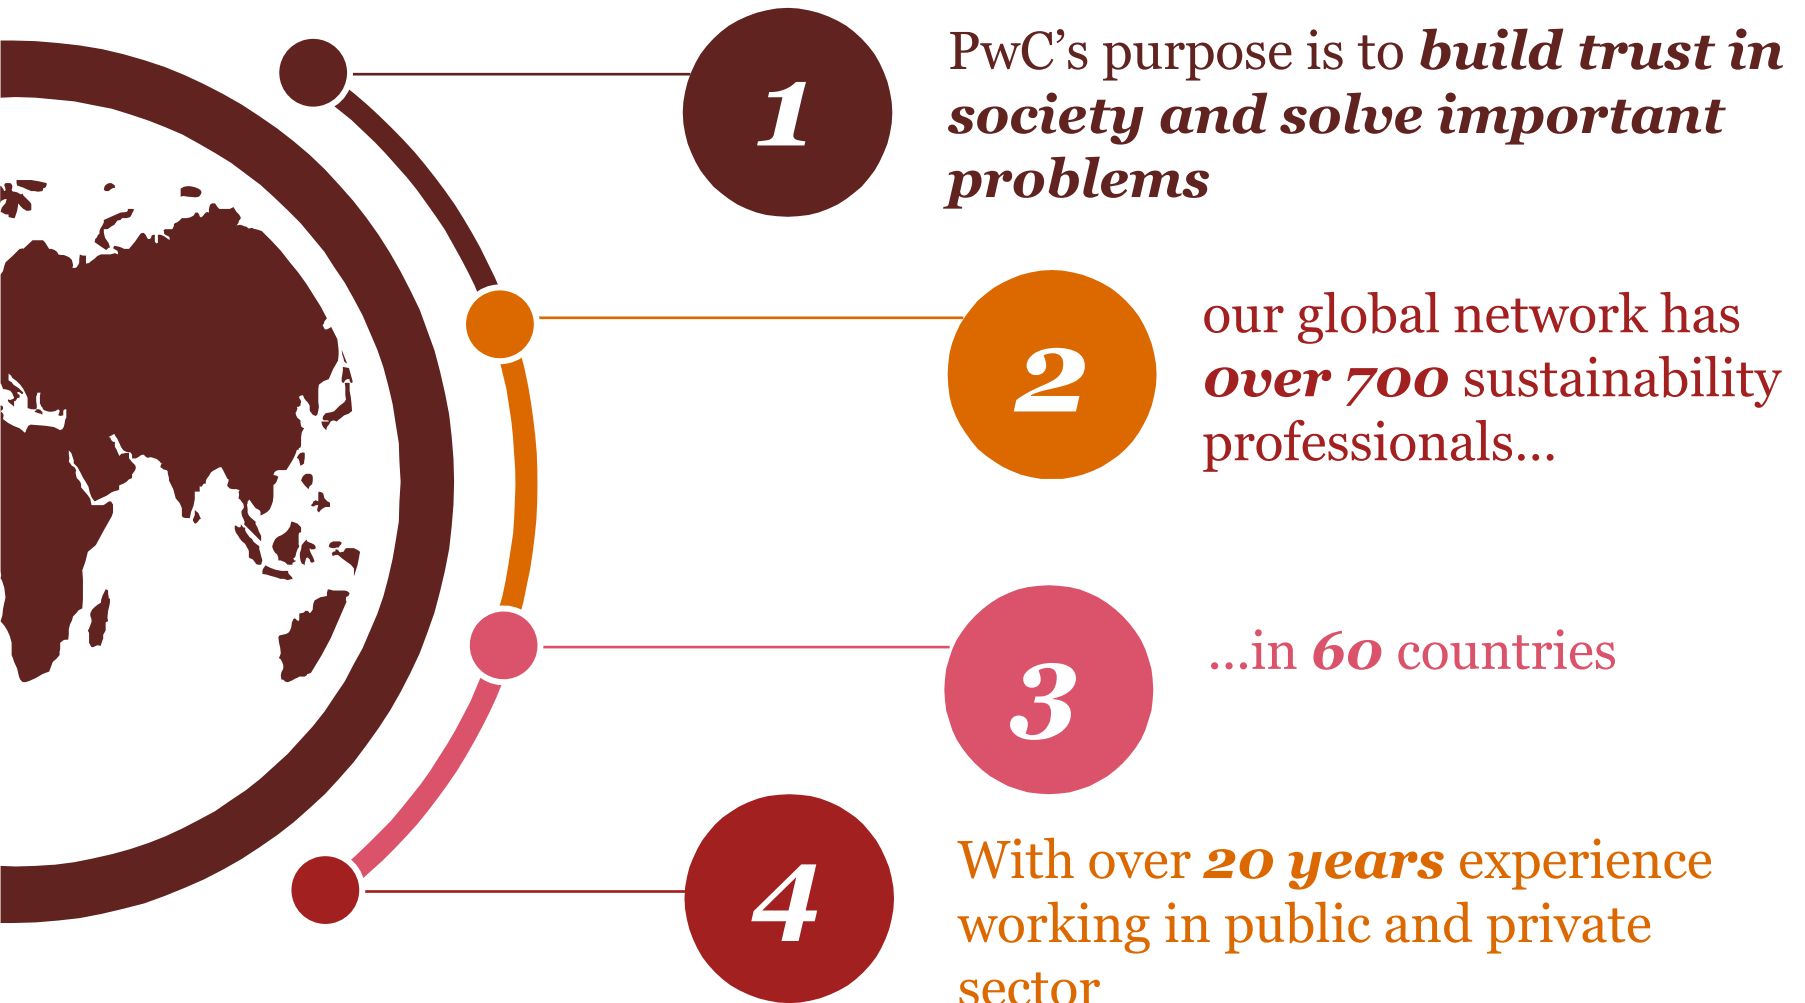 1
PwC’s purpose is to build trust in
society and solve important
problems
2
our global network has
over 700 sustainability
professionals…
3
…in 60 countries
4
With over 20 years experience
working in public and private
sector